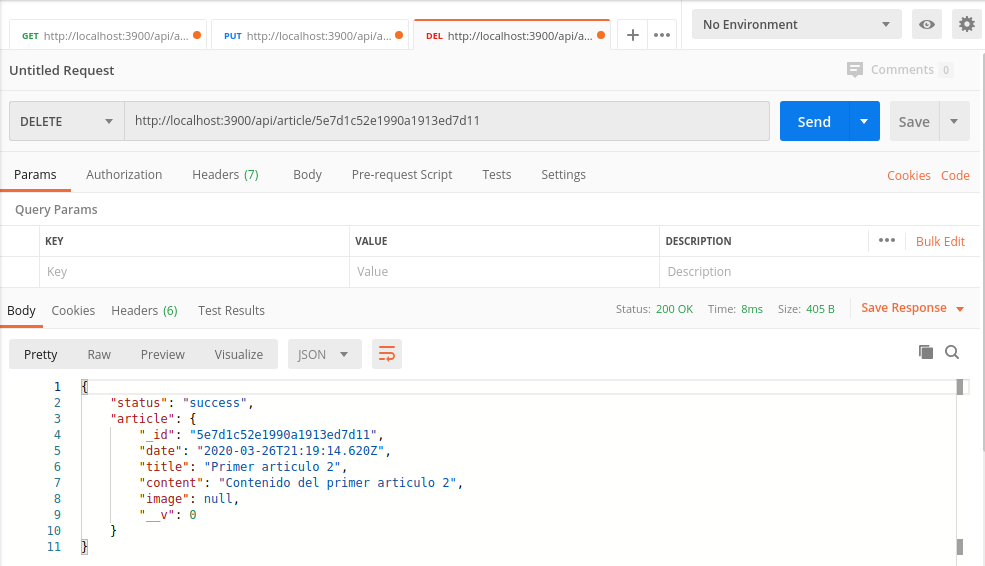 GET http://localhost:3900/api/a... PUT http://localhost:3900/api/a... DEL http://localhost:3900/api/a... No Environment
Untitled Request Comments 0
DELETE http://localhost:3900/api/article/5e7d1c52e1990a1913ed7d11 Send Save
Params Authorization Headers (7) Body Pre-request Script Tests Settings Cookies Code
Query Params
KEY VALUE DESCRIPTION Bulk Edit
Key Value Description
Body Cookies Headers (6) Test Results Status: 200 OK Time: 8ms Size: 405 B Save Response
Pretty Raw Preview Visualize JSON
1 {
2 "status": "success",
3 "article": {
4 "_id": "5e7d1c52e1990a1913ed7d11",
5 "date": "2020-03-26T21:19:14.620Z",
6 "title": "Primer articulo 2",
7 "content": "Contenido del primer articulo 2",
8 "image": null,
9 "__v": 0
10 }
11 }